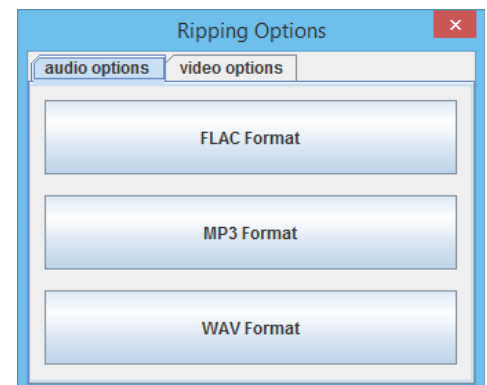 Ripping Options
audio options video options
FLAC Format
MP3 Format
WAV Format